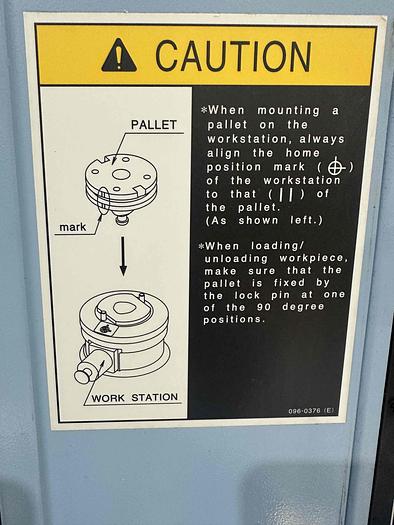 CAUTION
PALLET
mark
WORK STATION
*When mounting a
pallet on the
workstation, always
align the home
position mark (⌖)
of the workstation
to that (||) of
the pallet.
(As shown left.)
*When loading/
unloading workpiece,
make sure that the
pallet is fixed by
the lock pin at one
of the 90 degree
positions.
096-0376 (E)